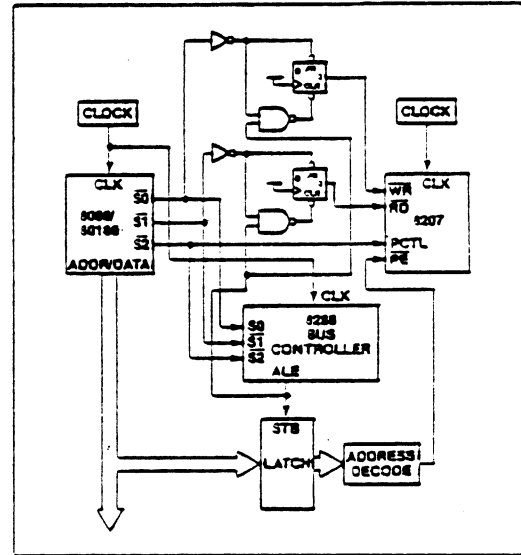 CLOCK
CLOCK
CLK
S0
S1
S2
8086/
80186
ADDR/DATA
CLK
WR
RD
8207
PCTL
PE
CLK
S0
S1
S2
8288
BUS
CONTROLLER
ALE
STB
LATCH
ADDRESS
DECODE